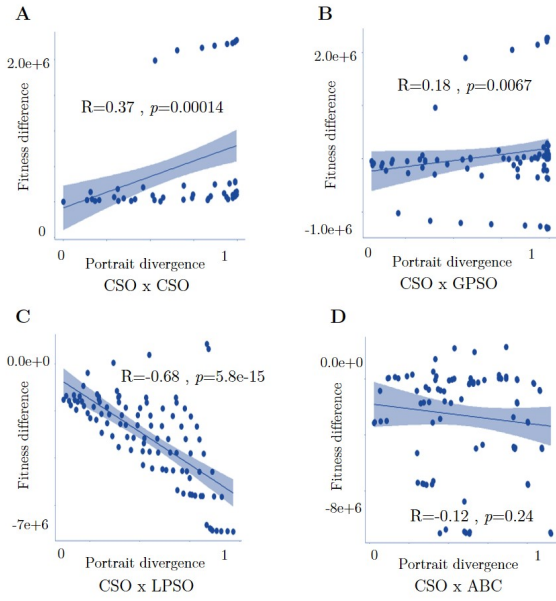 A
Fitness difference
2.0e+6
R=0.37 , p=0.00014
0
0
1
Portrait divergence
CSO x CSO
B
Fitness difference
2.0e+6
R=0.18 , p=0.0067
-1.0e+6
0
1
Portrait divergence
CSO x GPSO
C
Fitness difference
0.0e+0
R=-0.68 , p=5.8e-15
-7e+6
0
1
Portrait divergence
CSO x LPSO
D
Fitness difference
0.0e+0
R=-0.12 , p=0.24
-8e+6
0
1
Portrait divergence
CSO x ABC